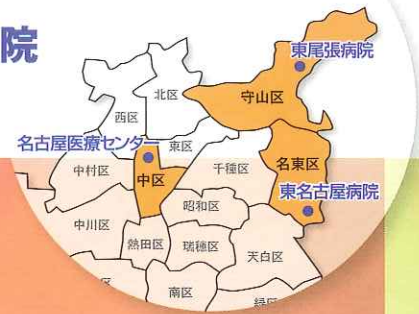 院
東尾張病院
北区
守山区
西区
名古屋医療センター
東区
千種区
名東区
中村区
中区
昭和区
東名古屋病院
中川区
熱田区
瑞穂区
天白区
区
南区
緑区